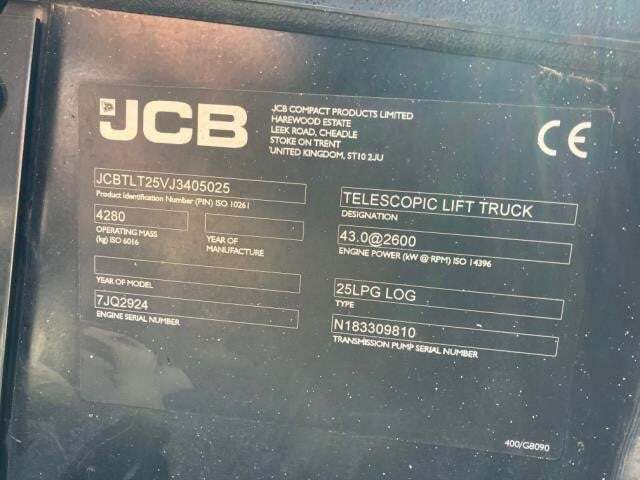 JCB
JCB COMPACT PRODUCTS LIMITED
HAREWOOD ESTATE
LEEK ROAD, CHEADLE
STOKE ON TRENT
UNITED KINGDOM, ST10 2JU
CE
JCBTLT25VJ3405025
Product Identification Number (PIN) ISO 10261
4280
OPERATING MASS
(kg) ISO 6016
YEAR OF
MANUFACTURE
YEAR OF MODEL
7JQ2924
ENGINE SERIAL NUMBER
TELESCOPIC LIFT TRUCK
DESIGNATION
43.0@2600
ENGINE POWER (kW @ RPM) ISO 14396
25LPG LOG
TYPE
N183309810
TRANSMISSION PUMP SERIAL NUMBER
400/G8090